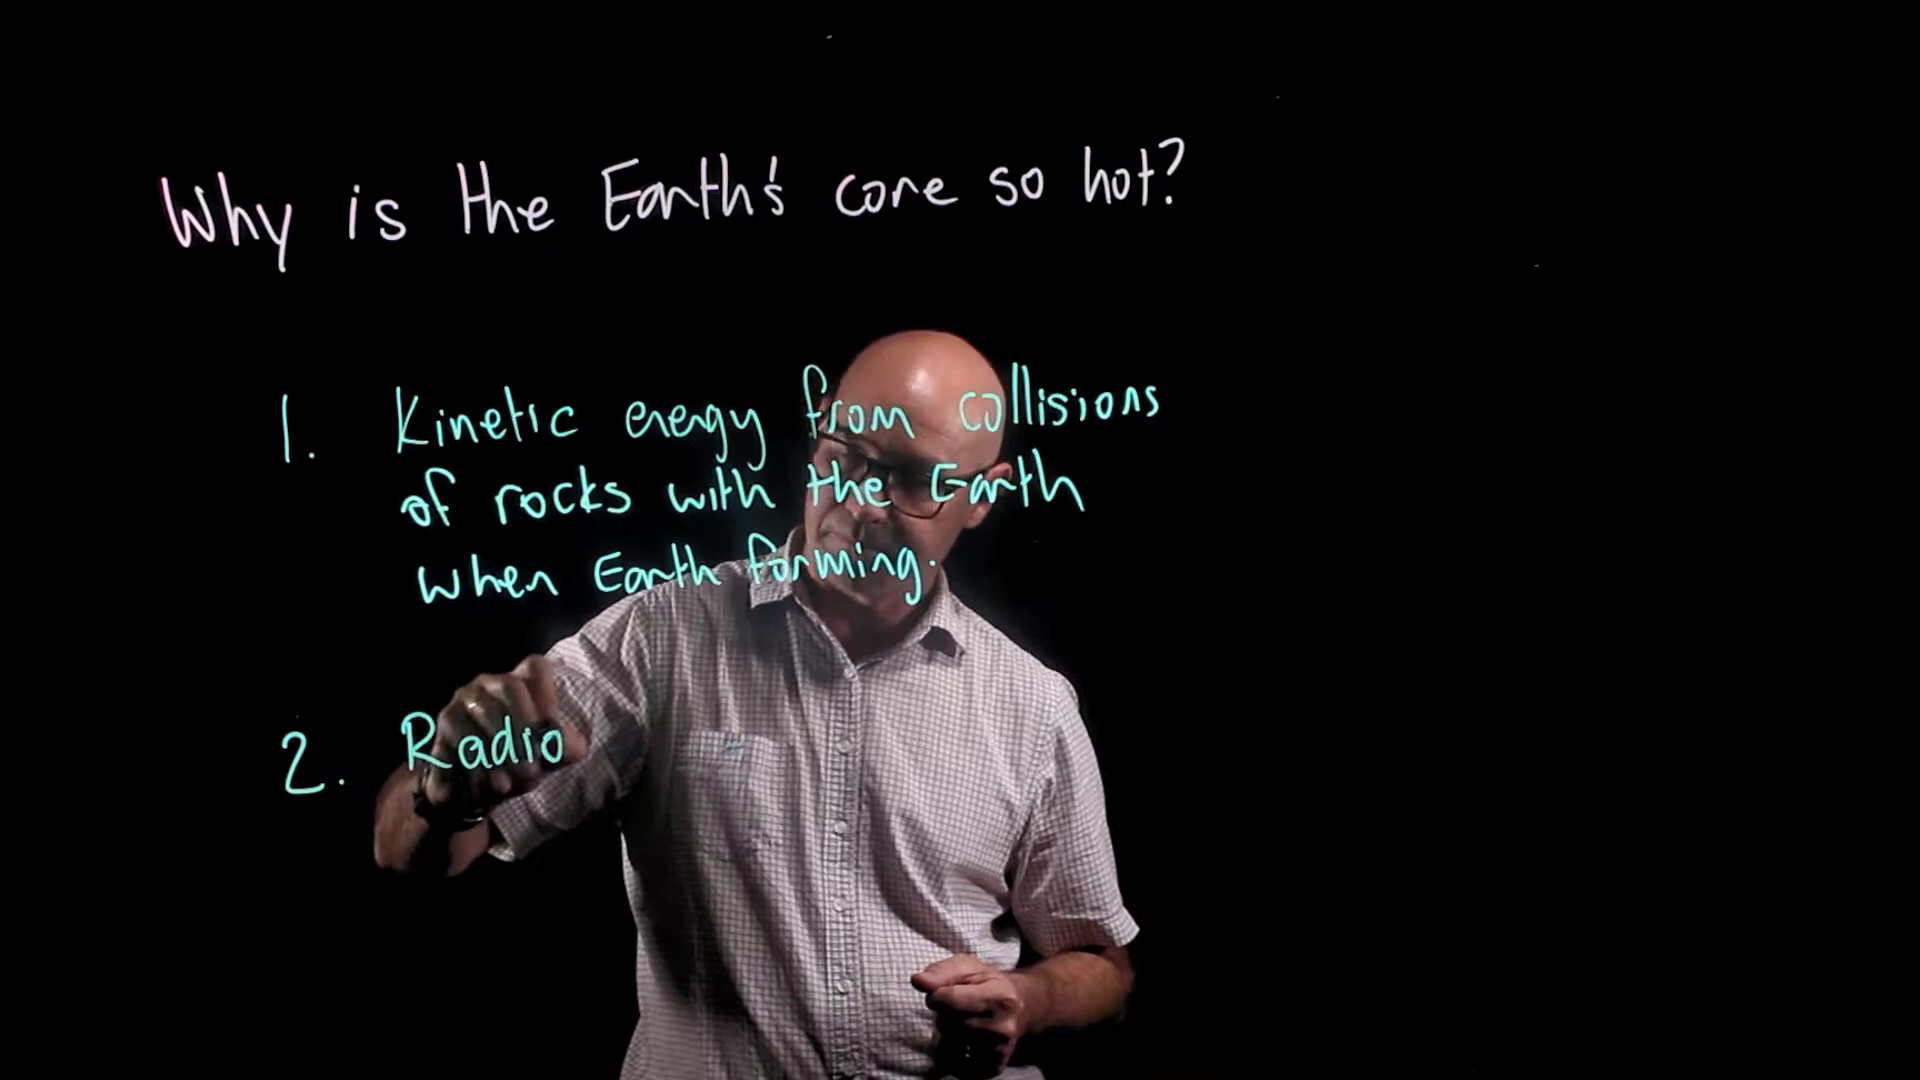 Why is the Earth's core so hot?
1. Kinetic energy from collisions
of rocks with the Earth
when Earth forming.
2. Radio